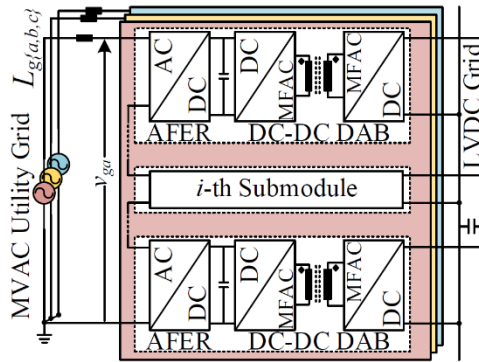 MVAC Utility Grid
L_{g{a,b,c}}
v_{ga}
AC
DC
AFER
DC
MFAC
MFAC
DC
DC-DC DAB
LVDC Grid
i-th Submodule
AC
DC
AFER
DC
MFAC
MFAC
DC
DC-DC DAB